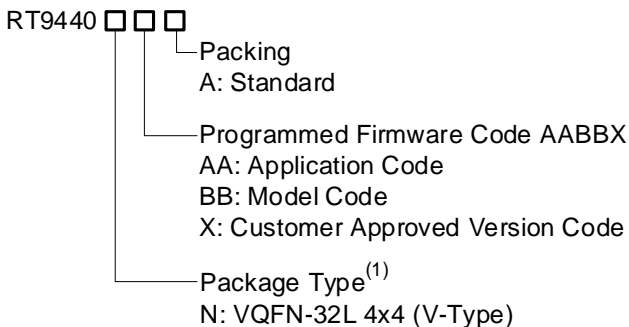 RT9440
Packing
A: Standard
Programmed Firmware Code AABBX
AA: Application Code
BB: Model Code
X: Customer Approved Version Code
Package Type(1)
N: VQFN-32L 4x4 (V-Type)